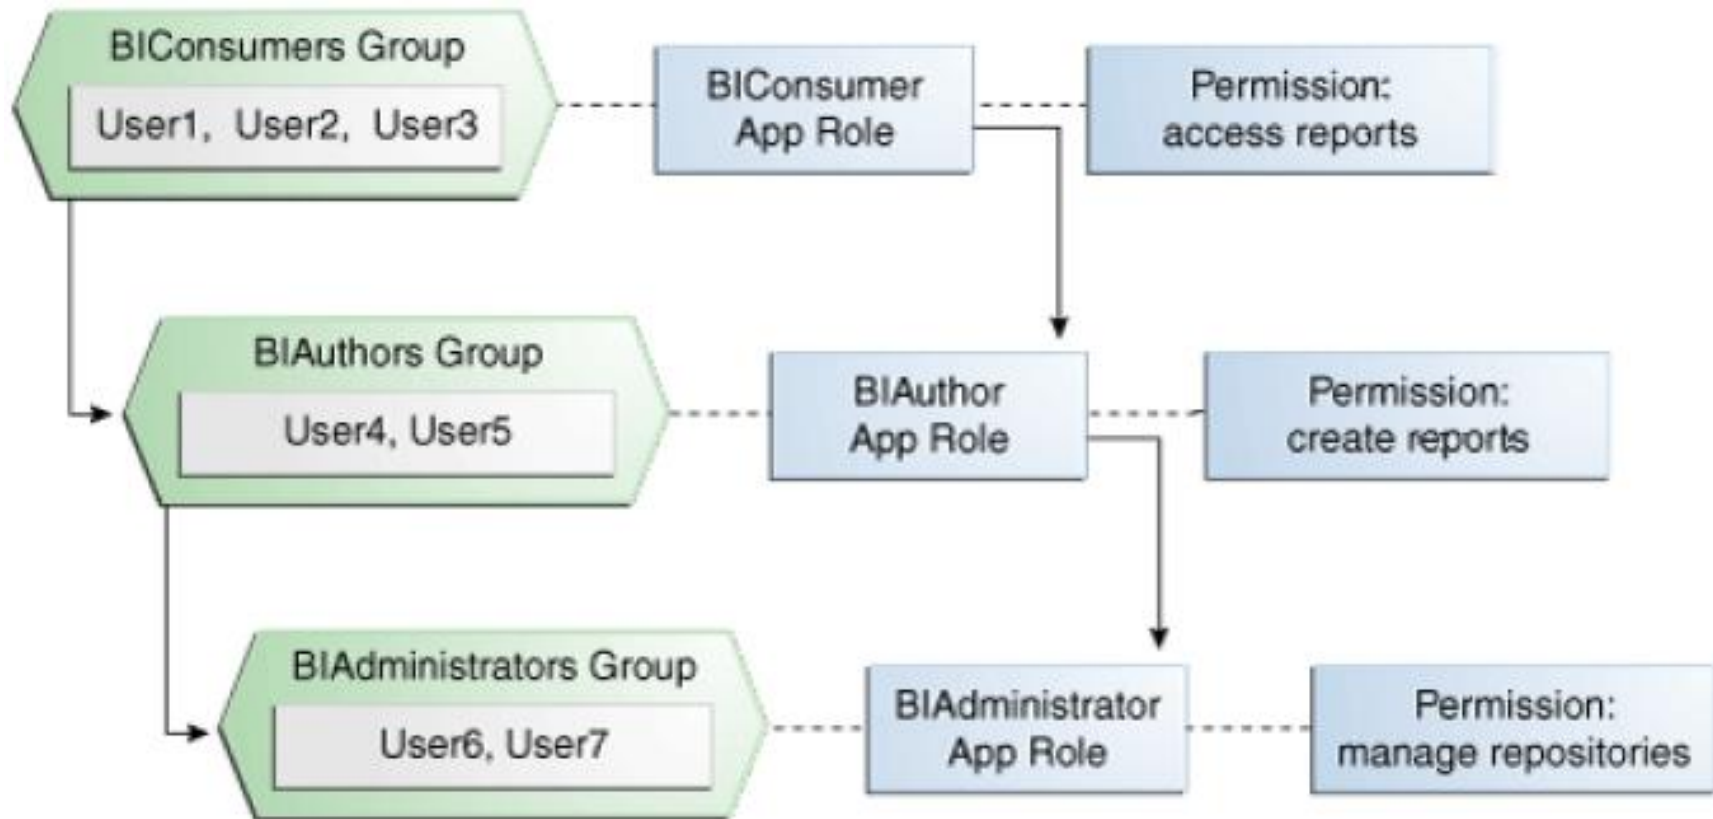 BIConsumers Group
User1, User2, User3
BIConsumer
App Role
Permission:
access reports
BIAuthors Group
User4, User5
BIAuthor
App Role
Permission:
create reports
BIAdministrators Group
User6, User7
BIAdministrator
App Role
Permission:
manage repositories